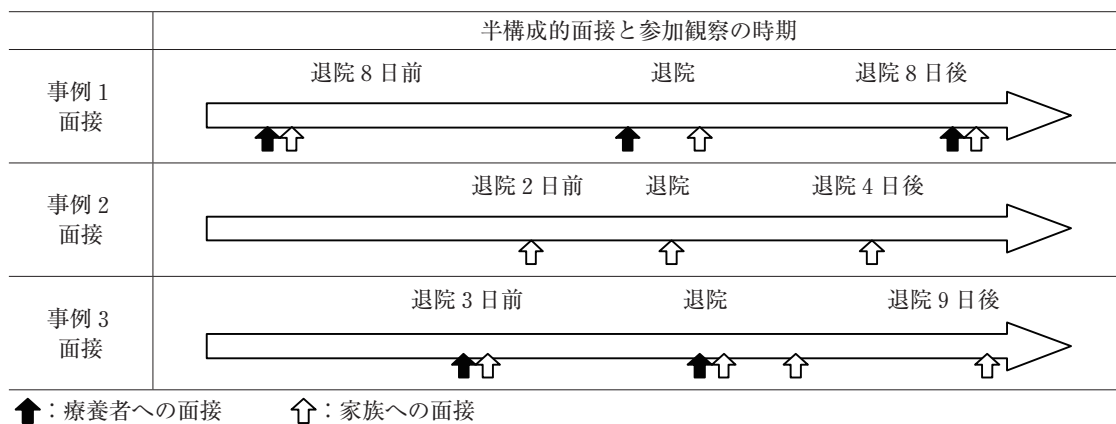 半構成的面接と参加観察の時期
事例 1
面接
退院 8 日前 退院 退院 8 日後
事例 2
面接
退院 2 日前 退院 退院 4 日後
事例 3
面接
退院 3 日前 退院 退院 9 日後
：療養者への面接 ：家族への面接